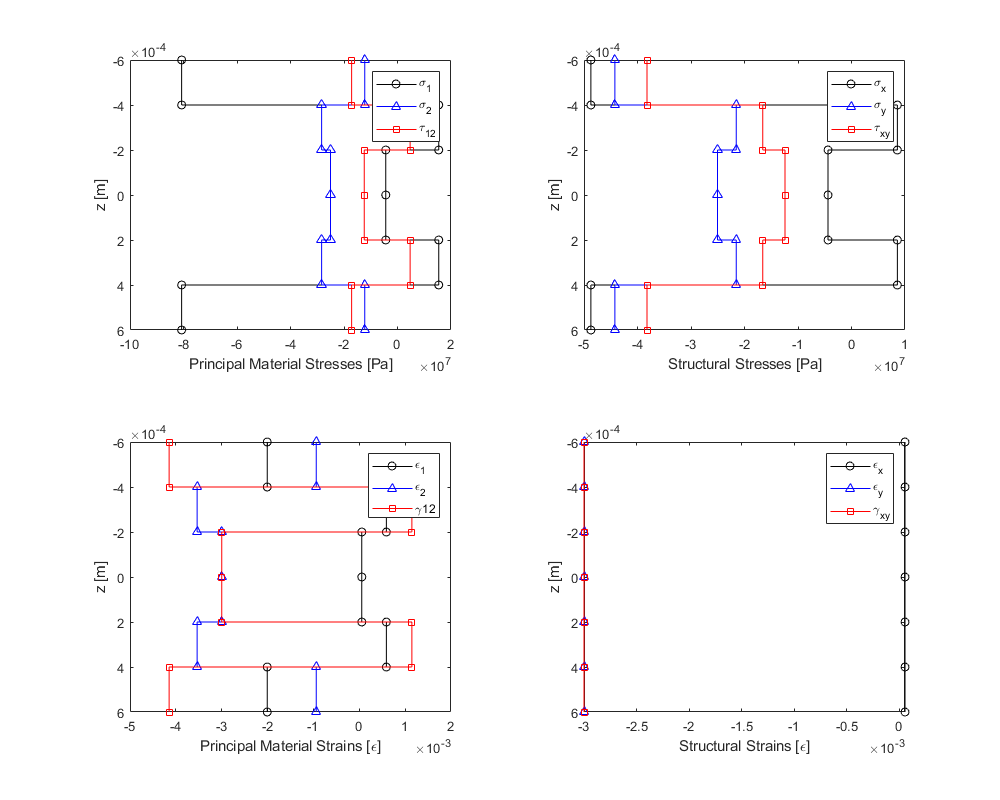 ×10⁻⁴
-6
-4
-2
0
2
4
6
z [m]
-10 -8 -6 -4 -2 0 2
Principal Material Stresses [Pa]
×10⁷
σ₁
σ₂
τ₁₂
×10⁻⁴
-6
-4
-2
0
2
4
6
z [m]
-5 -4 -3 -2 -1 0 1
Structural Stresses [Pa]
×10⁷
σx
σy
τxy
×10⁻⁴
-6
-4
-2
0
2
4
6
z [m]
-5 -4 -3 -2 -1 0 1 2
Principal Material Strains [ϵ]
×10⁻³
ϵ₁
ϵ₂
γ12
×10⁻⁴
-6
-4
-2
0
2
4
6
z [m]
-3 -2.5 -2 -1.5 -1 -0.5 0
Structural Strains [ϵ]
×10⁻³
ϵx
ϵy
γxy